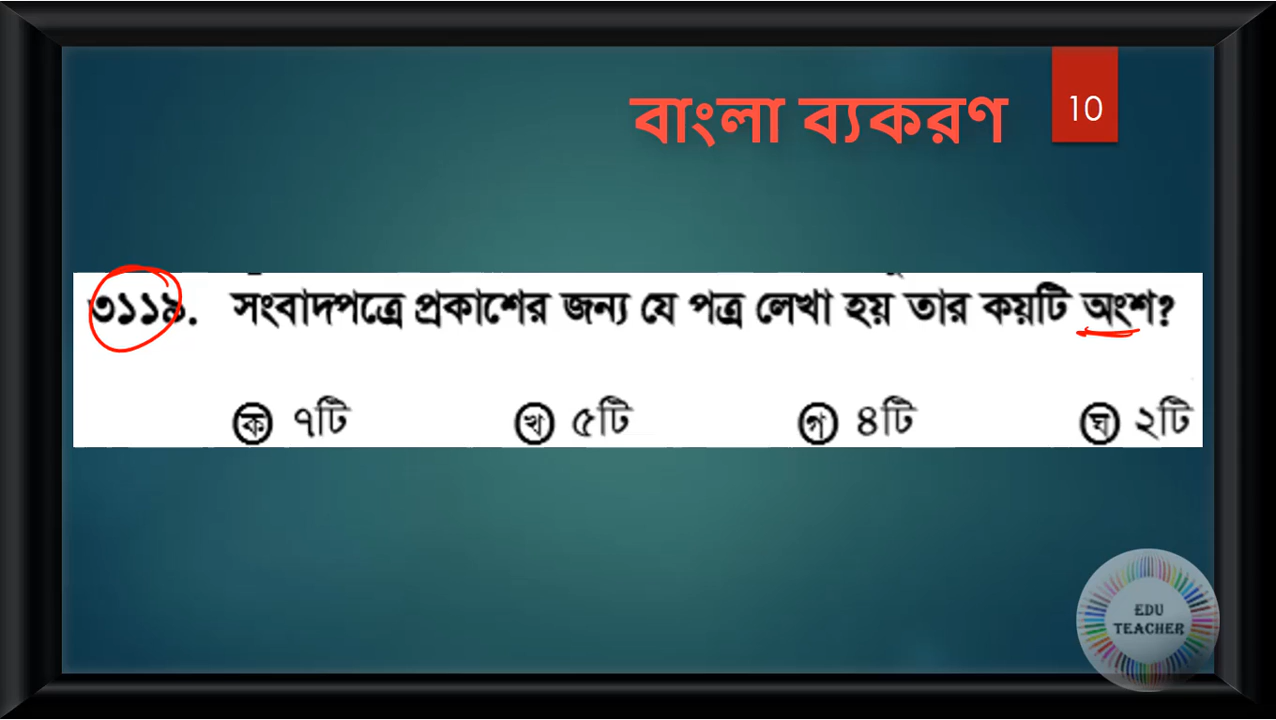 বাংলা ব্যকরণ
10
৩১১৯. সংবাদপত্রে প্রকাশের জন্য যে পত্র লেখা হয় তার কয়টি অংশ?
ক ৭টি খ ৫টি গ ৪টি ঘ ২টি
EDU
TEACHER